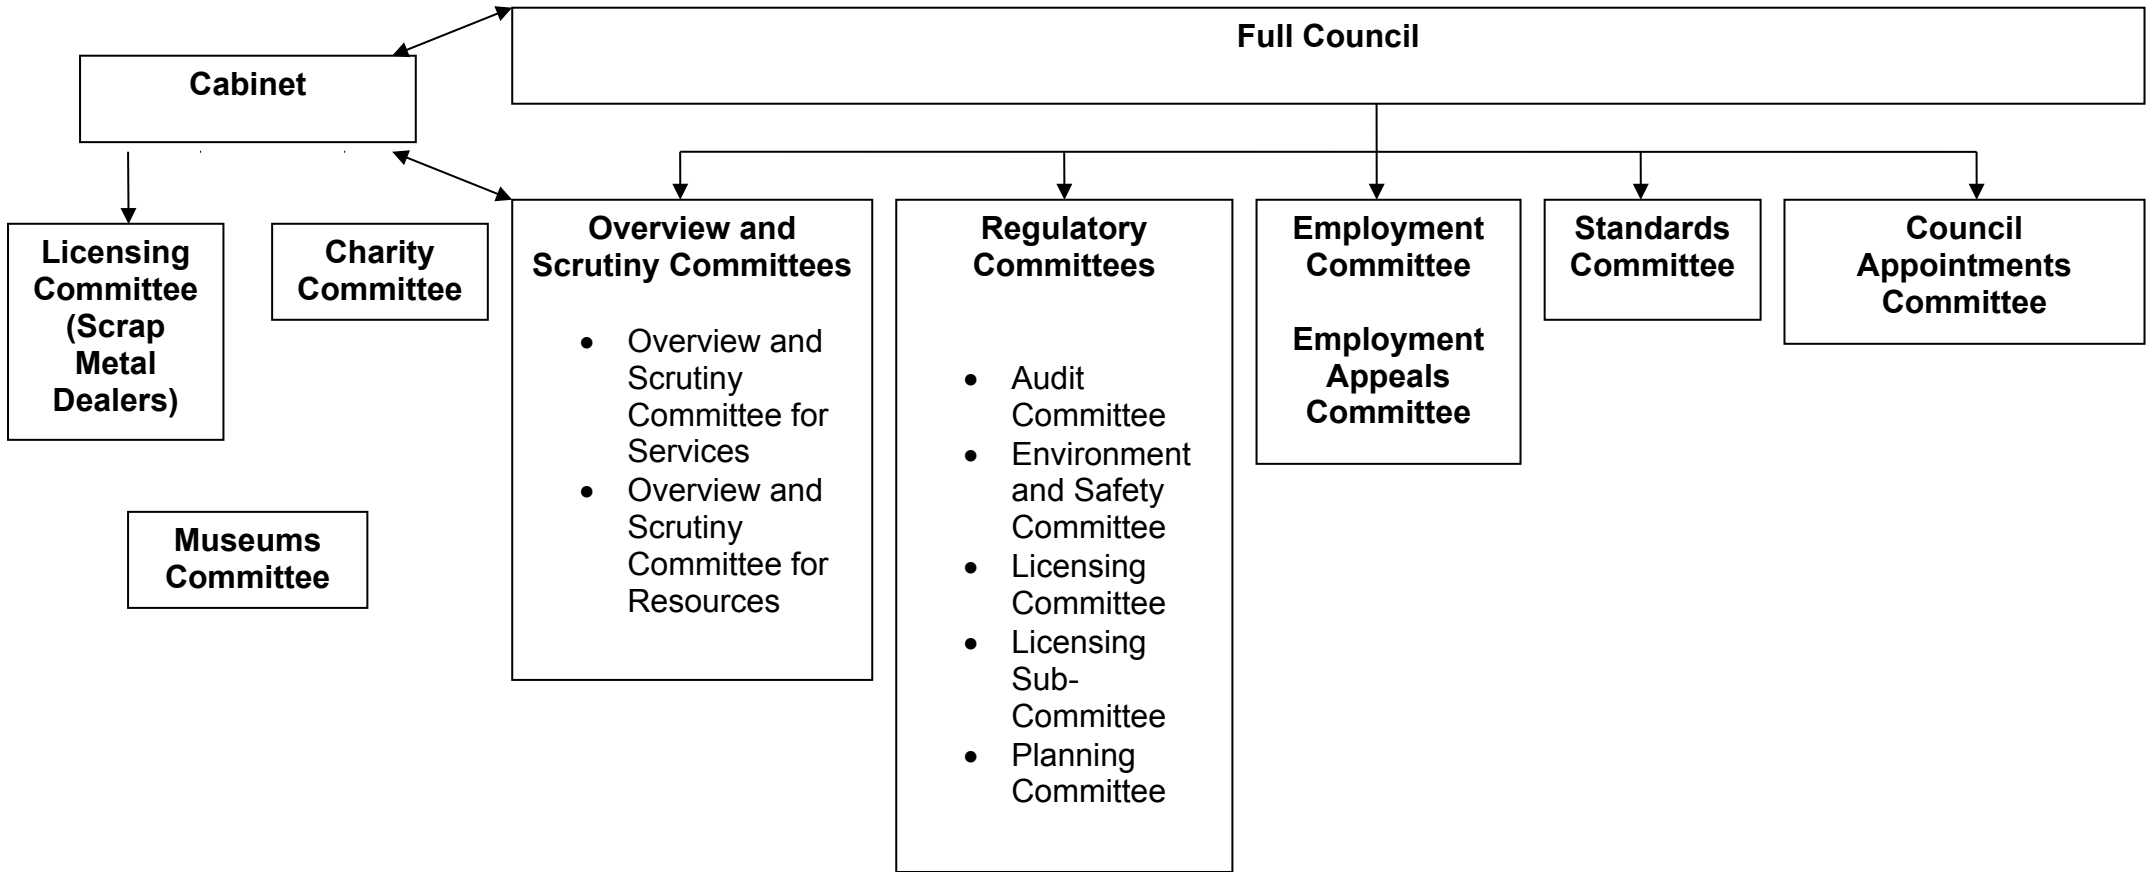 Full Council
Cabinet
Licensing
Committee
(Scrap
Metal
Dealers)
Charity
Committee
Museums
Committee
Overview and
Scrutiny Committees
• Overview and
Scrutiny
Committee for
Services
• Overview and
Scrutiny
Committee for
Resources
Regulatory
Committees
• Audit
Committee
• Environment
and Safety
Committee
• Licensing
Committee
• Licensing
Sub-
Committee
• Planning
Committee
Employment
Committee
Employment
Appeals
Committee
Standards
Committee
Council
Appointments
Committee